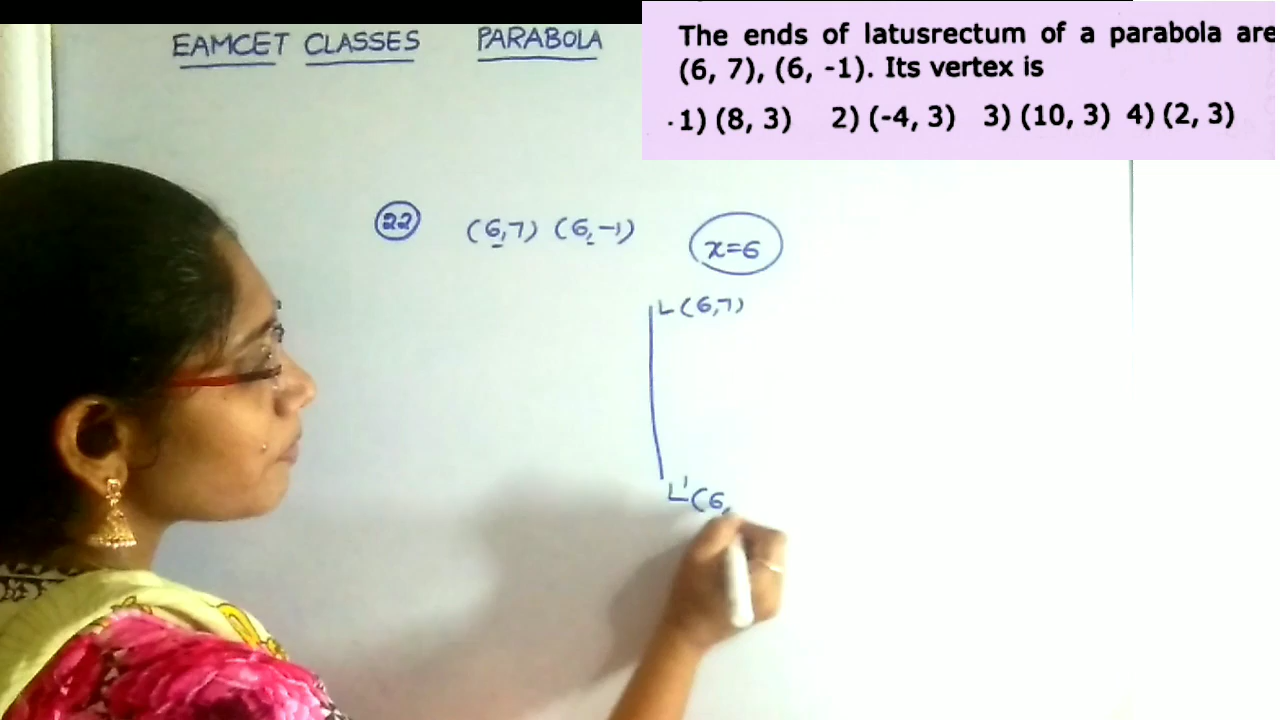 EAMCET CLASSES PARABOLA
The ends of latusrectum of a parabola are
(6, 7), (6, -1). Its vertex is
1) (8, 3) 2) (-4, 3) 3) (10, 3) 4) (2, 3)
22 (6,7) (6,-1) x=6
L(6,7)
L'(6,